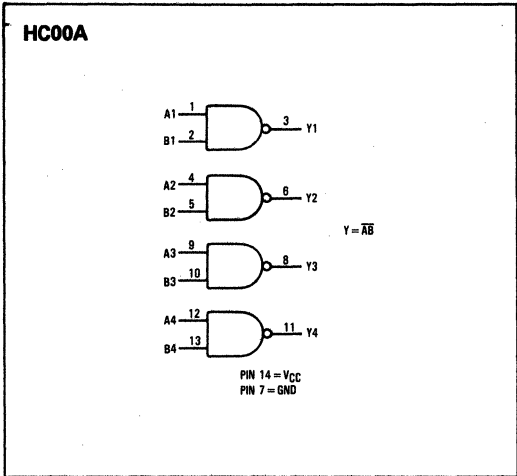 HC00A
A1 1
B1 2
3 Y1
A2 4
B2 5
6 Y2
Y = A̅B̅
A3 9
B3 10
8 Y3
A4 12
B4 13
11 Y4
PIN 14 = VCC
PIN 7 = GND